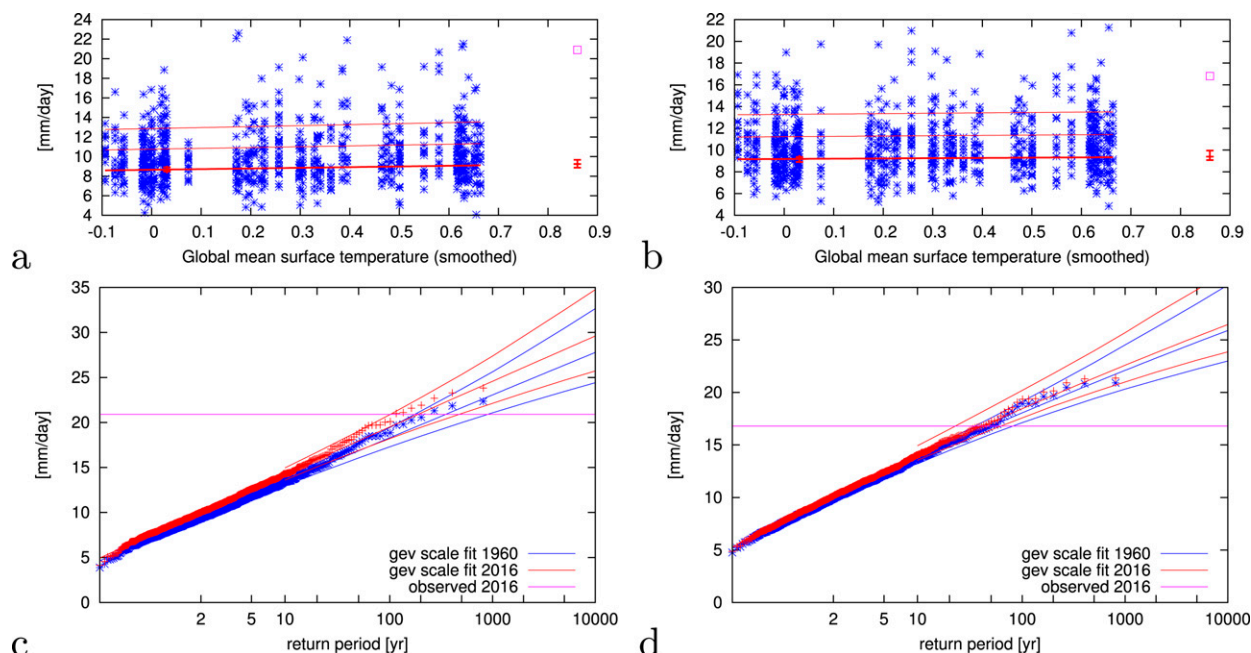 24
22
20
18
16
14
12
10
8
6
4
[mm/day]
-0.1 0 0.1 0.2 0.3 0.4 0.5 0.6 0.7 0.8 0.9
Global mean surface temperature (smoothed)
a
22
20
18
16
14
12
10
8
6
4
[mm/day]
-0.1 0 0.1 0.2 0.3 0.4 0.5 0.6 0.7 0.8 0.9
Global mean surface temperature (smoothed)
b
35
30
25
20
15
10
5
0
[mm/day]
gev scale fit 1960
gev scale fit 2016
observed 2016
2 5 10 100 1000 10000
return period [yr]
c
30
25
20
15
10
5
0
[mm/day]
gev scale fit 1960
gev scale fit 2016
observed 2016
2 5 10 100 1000 10000
return period [yr]
d